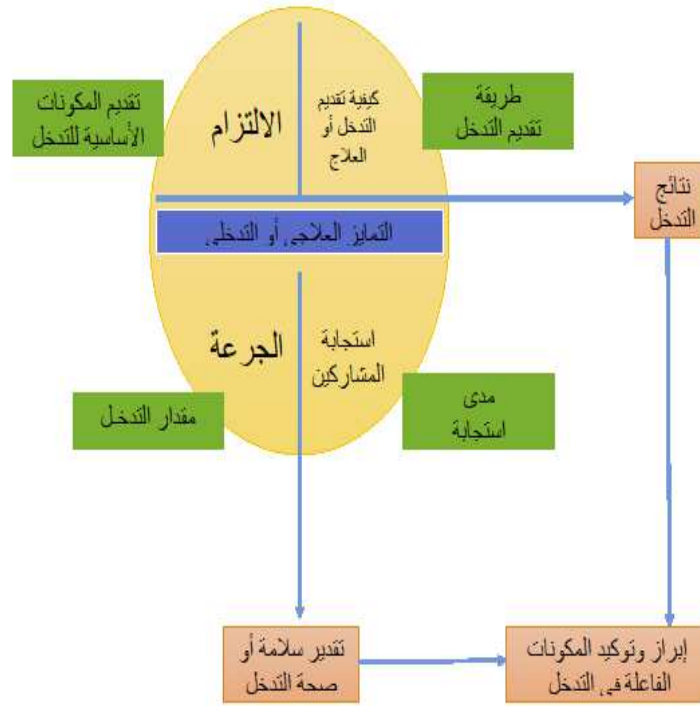 طريقة
تقديم التدخل
كيفية تقديم
التدخل أو
العلاج
الالتزام
تقديم المكونات
الأساسية للتدخل
نتائج
التدخل
التمايز العلاجي أو التدخلي
استجابة
المشاركين
الجرعة
مدى
استجابة
مقدار التدخل
إبراز وتوكيد المكونات
الفاعلة في التدخل
تقدير سلامة أو
صحة التدخل